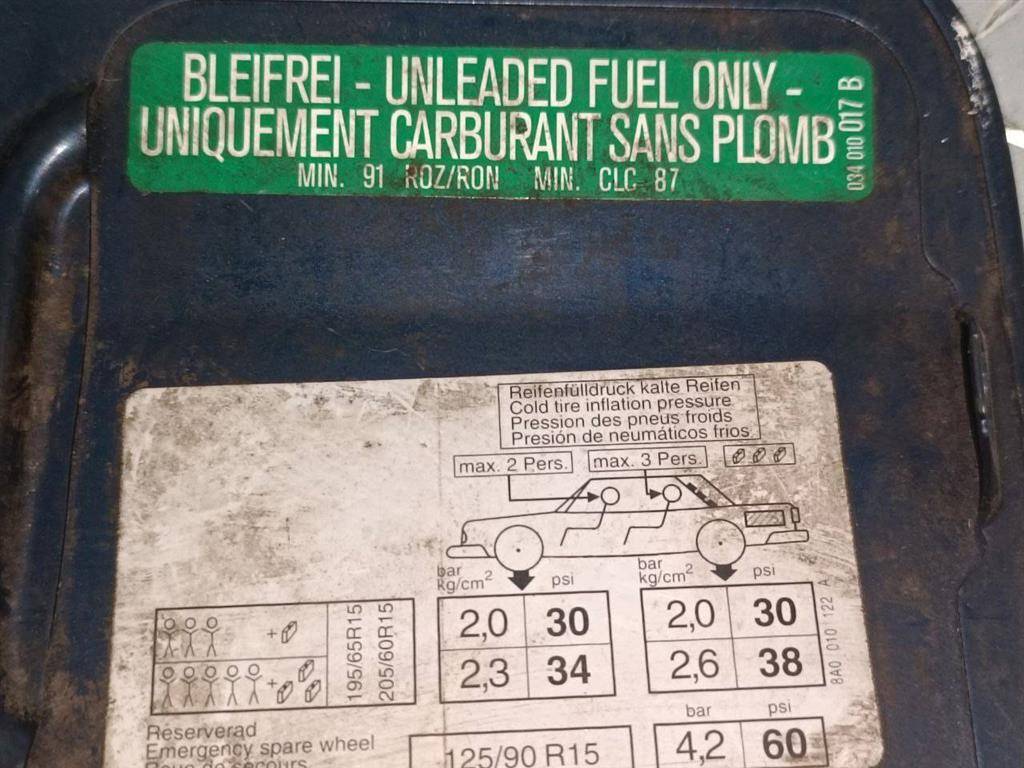 BLEIFREI - UNLEADED FUEL ONLY -
UNIQUEMENT CARBURANT SANS PLOMB
MIN. 91 ROZ/RON MIN. CLC 87
034 010 017 B
Reifenfülldruck kalte Reifen
Cold tire inflation pressure
Pression des pneus froids
Presión de neumáticos frios
max. 2 Pers. max. 3 Pers.
bar psi bar psi
kg/cm² kg/cm²
2,0 30 2,0 30
2,3 34 2,6 38
+
+
195/65R15
205/60R15
8A0 010 122 A
Reserverad
Emergency spare wheel
Roue de secours
125/90 R15
bar psi
4,2 60